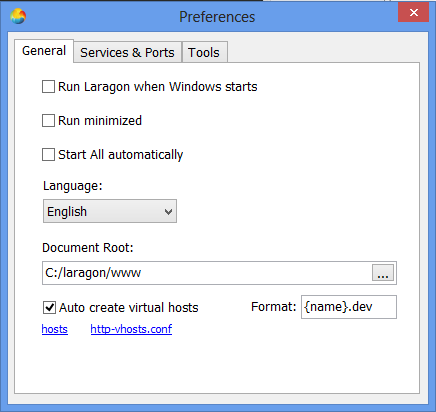 Preferences
General Services & Ports Tools
Run Laragon when Windows starts
Run minimized
Start All automatically
Language:
English
Document Root:
C:/laragon/www ...
Auto create virtual hosts Format: {name}.dev
hosts http-vhosts.conf